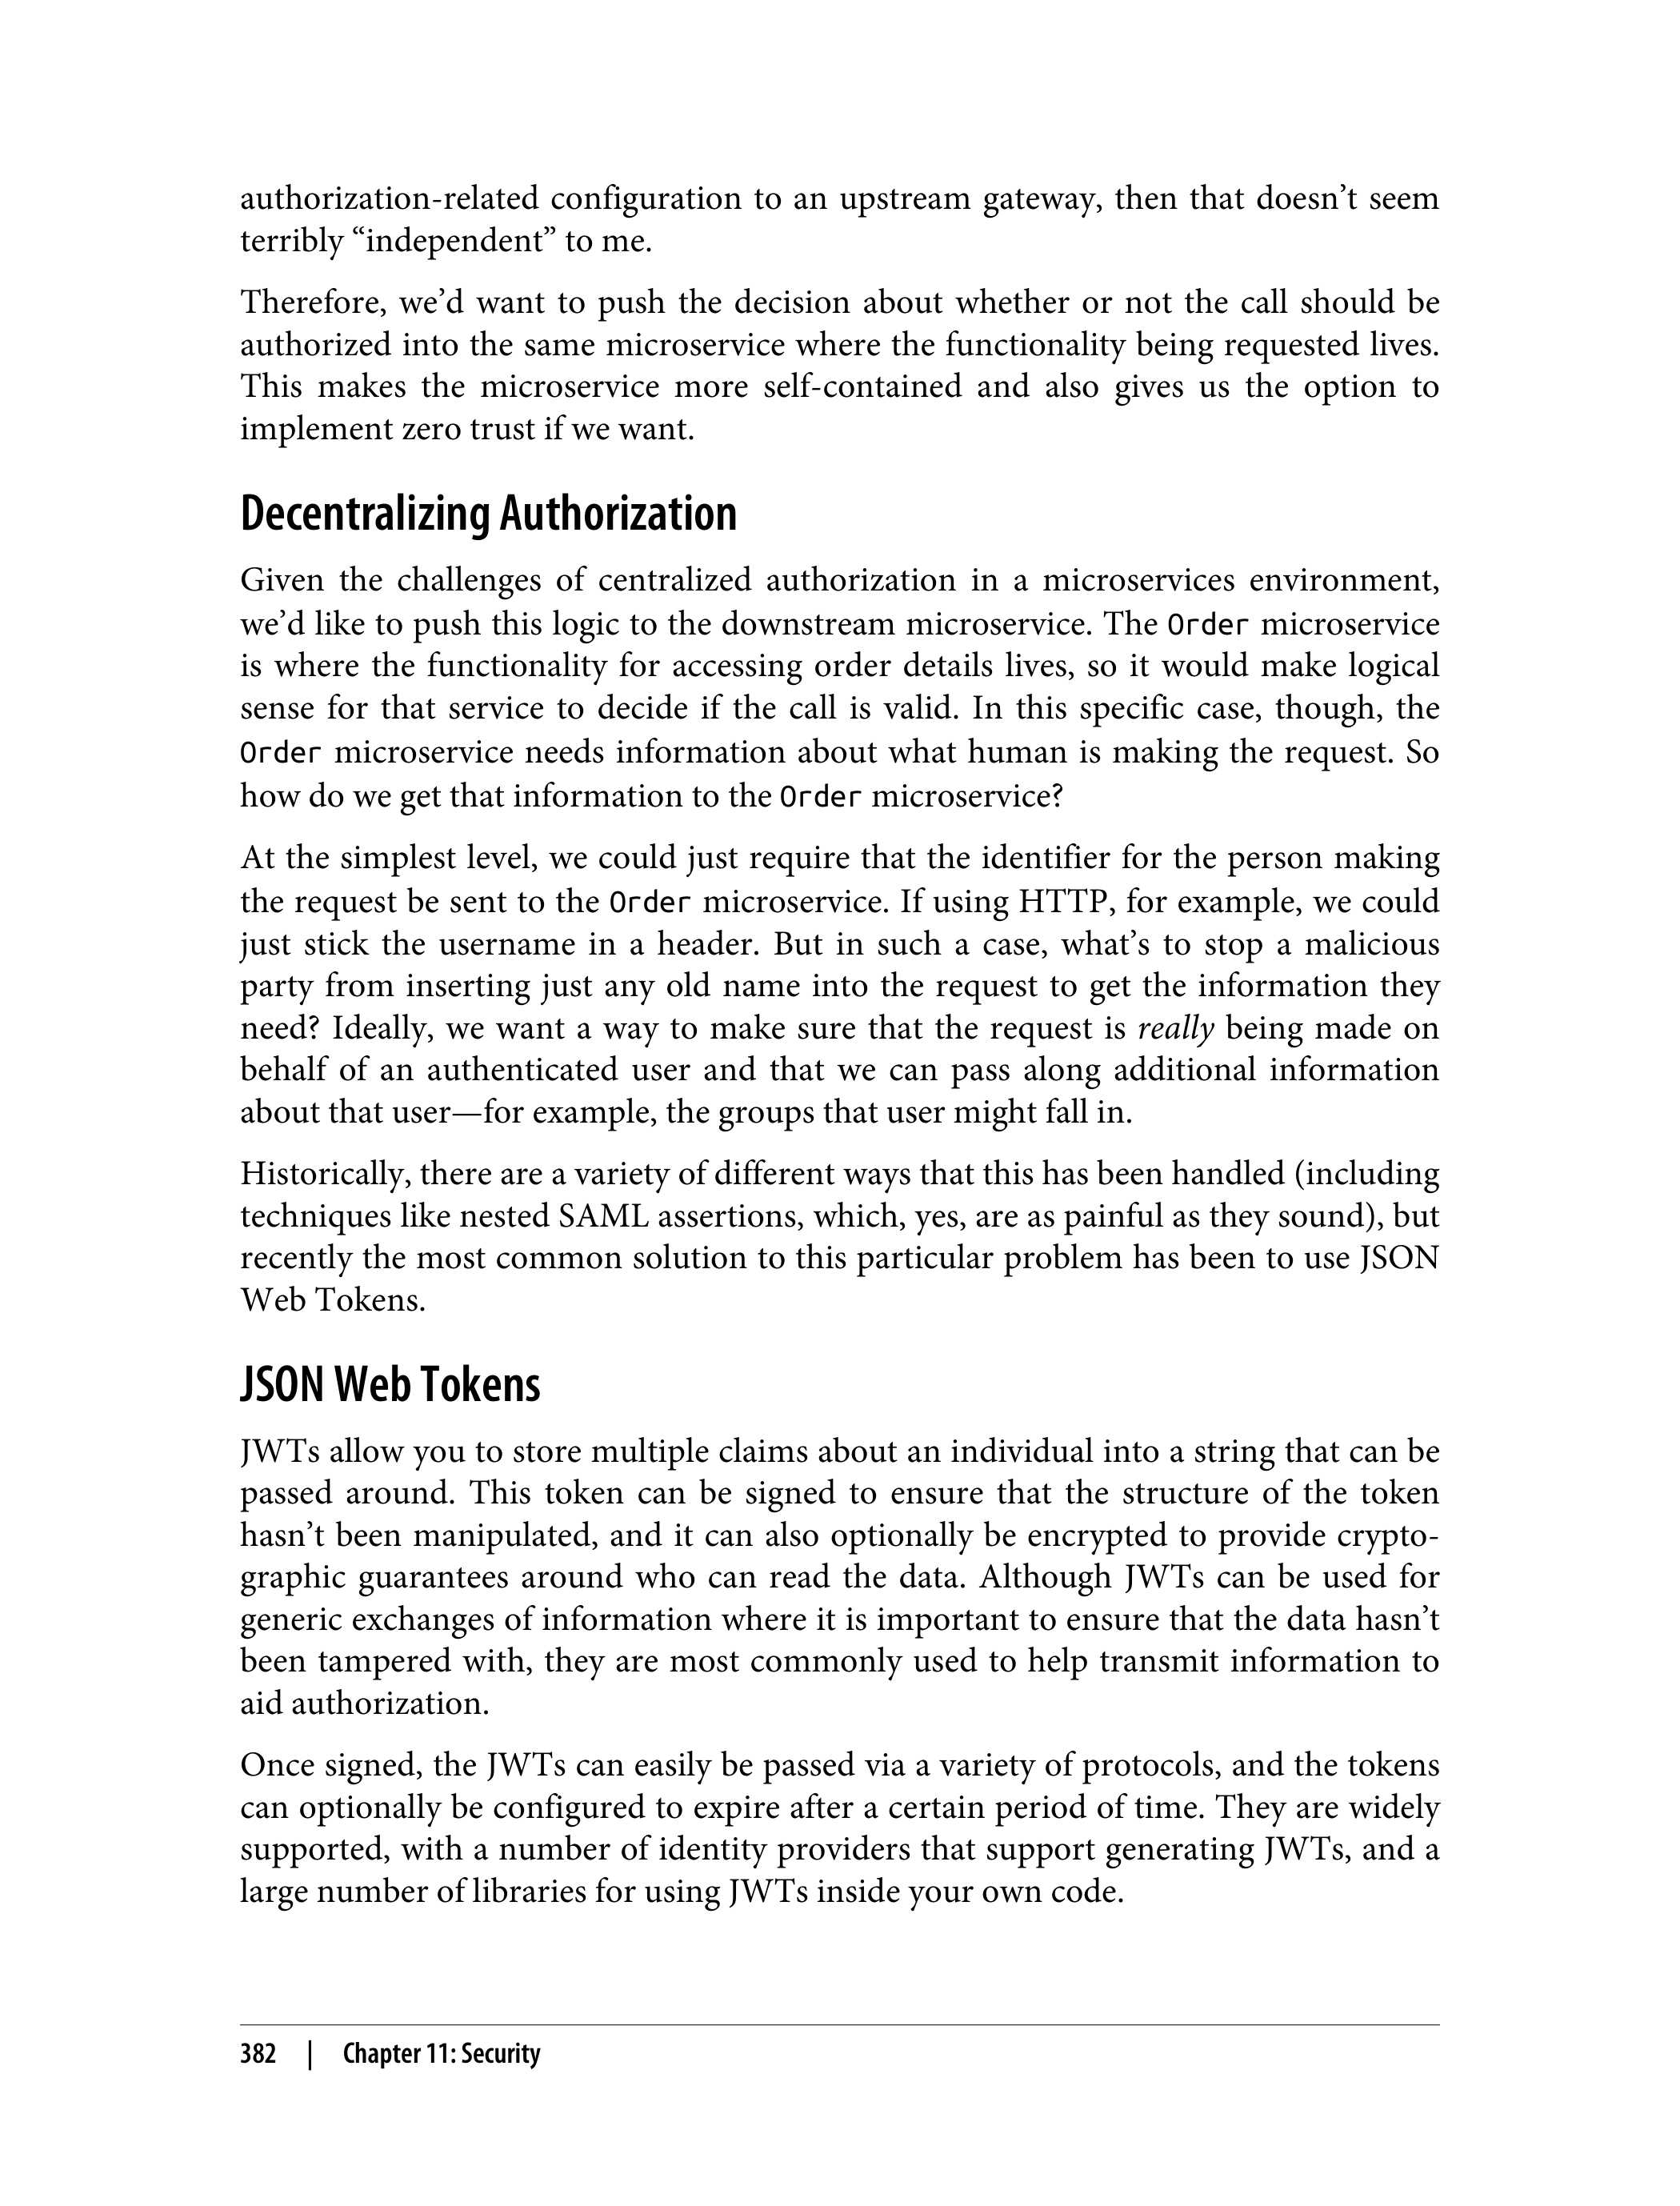 authorization-related configuration to an upstream gateway, then that doesn’t seem
terribly “independent” to me.
Therefore, we’d want to push the decision about whether or not the call should be
authorized into the same microservice where the functionality being requested lives.
This makes the microservice more self-contained and also gives us the option to
implement zero trust if we want.
Decentralizing Authorization
Given the challenges of centralized authorization in a microservices environment,
we’d like to push this logic to the downstream microservice. The Order microservice
is where the functionality for accessing order details lives, so it would make logical
sense for that service to decide if the call is valid. In this specific case, though, the
Order microservice needs information about what human is making the request. So
how do we get that information to the Order microservice?
At the simplest level, we could just require that the identifier for the person making
the request be sent to the Order microservice. If using HTTP, for example, we could
just stick the username in a header. But in such a case, what’s to stop a malicious
party from inserting just any old name into the request to get the information they
need? Ideally, we want a way to make sure that the request is really being made on
behalf of an authenticated user and that we can pass along additional information
about that user—for example, the groups that user might fall in.
Historically, there are a variety of different ways that this has been handled (including
techniques like nested SAML assertions, which, yes, are as painful as they sound), but
recently the most common solution to this particular problem has been to use JSON
Web Tokens.
JSON Web Tokens
JWTs allow you to store multiple claims about an individual into a string that can be
passed around. This token can be signed to ensure that the structure of the token
hasn’t been manipulated, and it can also optionally be encrypted to provide crypto-
graphic guarantees around who can read the data. Although JWTs can be used for
generic exchanges of information where it is important to ensure that the data hasn’t
been tampered with, they are most commonly used to help transmit information to
aid authorization.
Once signed, the JWTs can easily be passed via a variety of protocols, and the tokens
can optionally be configured to expire after a certain period of time. They are widely
supported, with a number of identity providers that support generating JWTs, and a
large number of libraries for using JWTs inside your own code.
382 | Chapter 11: Security